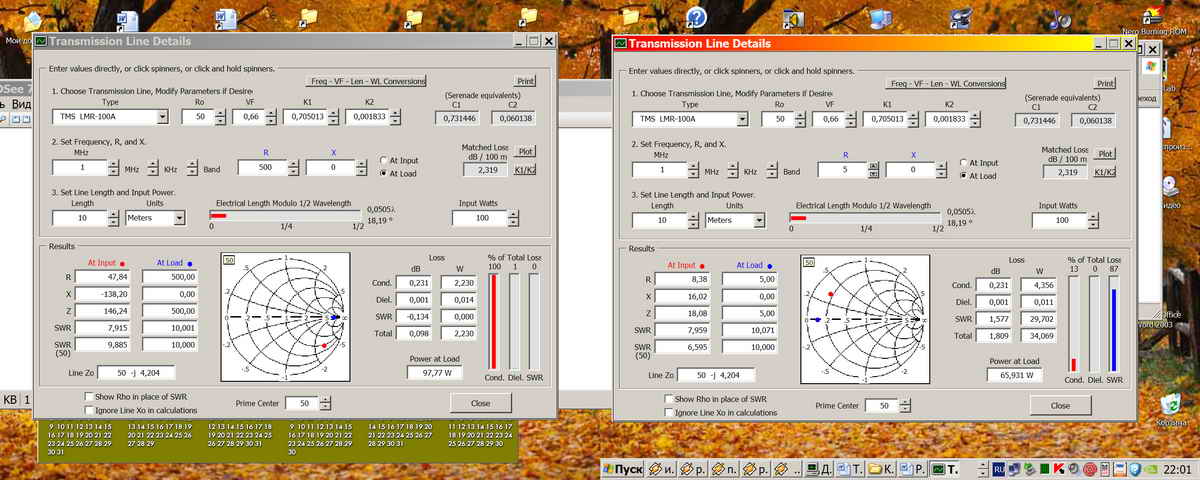 Nero Burning ROM
Мои до
Transmission Line Details
Enter values directly, or click spinners, or click and hold spinners.
Freq - VF - Len - WL Conversions
Print
1. Choose Transmission Line, Modify Parameters if Desire
(Serenade equivalents)
Type Ro VF K1 K2 C1 C2
TMS LMR-100A 50 0,66 0,705013 0,001833 0,731446 0,060138
2. Set Frequency, R, and X.
MHz R X
1 MHz KHz Band 500 0
At Input
At Load
Matched Loss
dB / 100 m
2,319
Plot
K1/K2
3. Set Line Length and Input Power.
Length Units Electrical Length Modulo 1/2 Wavelength Input Watts
10 Meters 0,0505λ 100
18,19 °
0 1/4 1/2
Results
At Input At Load
R 47,84 500,00
X -138,20 0,00
Z 146,24 500,00
SWR 7,915 10,001
SWR 9,885 10,000
(50)
Line Zo 50 -j 4,204
50
Loss
dB W
Cond. 0,231 2,230
Diel. 0,001 0,014
SWR -0,134 0,000
Total 0,098 2,230
Power at Load
97,77 W
% of Total Loss
100 1 0
Cond. Diel. SWR
Show Rho in place of SWR
Ignore Line Xo in calculations
Prime Center 50
Close
Transmission Line Details
Enter values directly, or click spinners, or click and hold spinners.
Freq - VF - Len - WL Conversions
Print
1. Choose Transmission Line, Modify Parameters if Desire
(Serenade equivalents)
Type Ro VF K1 K2 C1 C2
TMS LMR-100A 50 0,66 0,705013 0,001833 0,731446 0,060138
2. Set Frequency, R, and X.
MHz R X
1 MHz KHz Band 5 0
At Input
At Load
Matched Loss
dB / 100 m
2,319
Plot
K1/K2
3. Set Line Length and Input Power.
Length Units Electrical Length Modulo 1/2 Wavelength Input Watts
10 Meters 0,0505λ 100
18,19 °
0 1/4 1/2
Results
At Input At Load
R 8,38 5,00
X 16,02 0,00
Z 18,08 5,00
SWR 7,959 10,071
SWR 6,595 10,000
(50)
Line Zo 50 -j 4,204
50
Loss
dB W
Cond. 0,231 4,356
Diel. 0,001 0,011
SWR 1,577 29,702
Total 1,809 34,069
Power at Load
65,931 W
% of Total Loss
13 0 87
Cond. Diel. SWR
Show Rho in place of SWR
Ignore Line Xo in calculations
Prime Center 50
Close
Вид
KB 1
Office
Word 2003
Корзина
Пуск и. р. п. р. .. Д. Т. К. Р. Т. RU 22:01